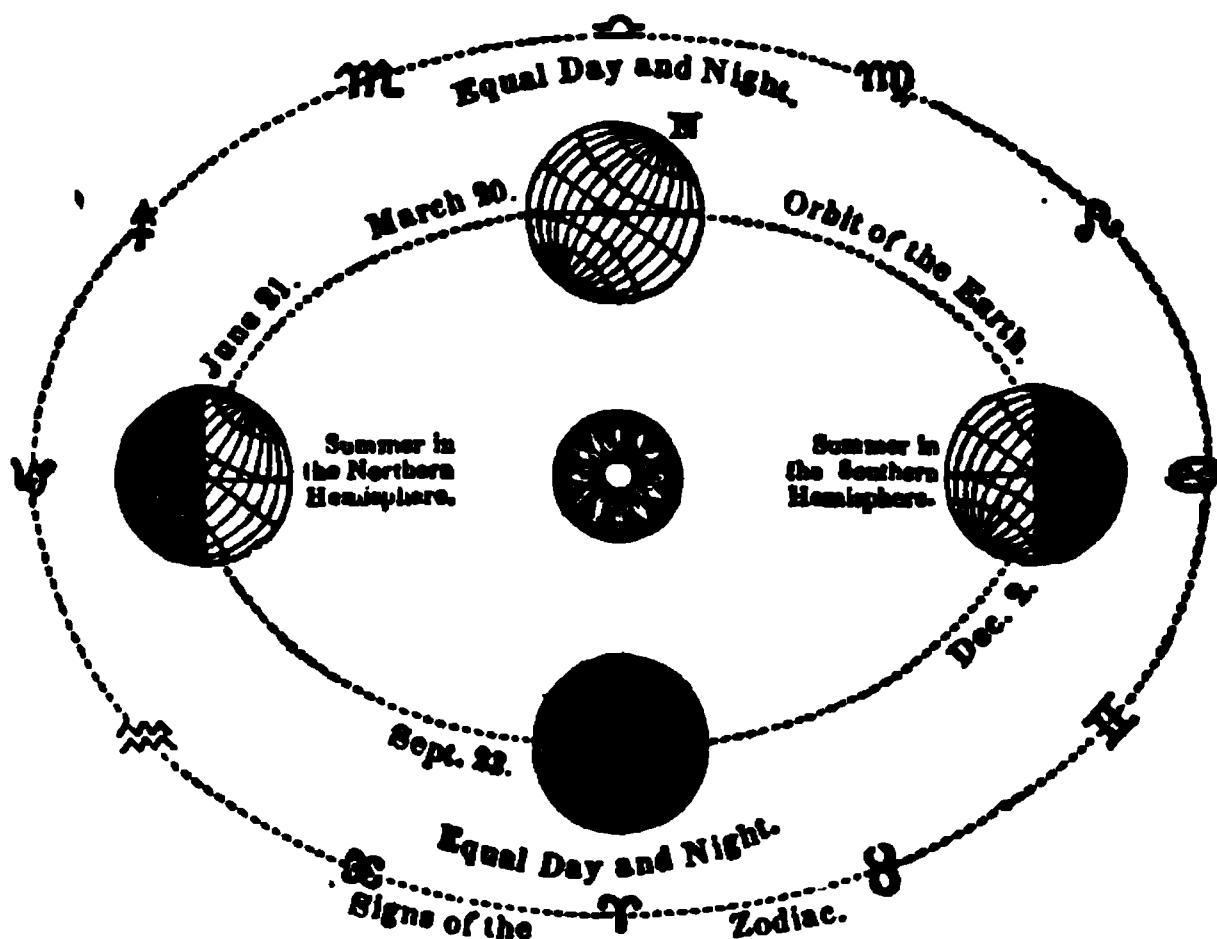 Equal Day and Night.
N
March 20.
Orbit of the Earth.
June 21.
Summer in
the Northern
Hemisphere.
Summer in
the Southern
Hemisphere.
Dec. 2.
Sept. 22.
Equal Day and Night.
Signs of the Zodiac.